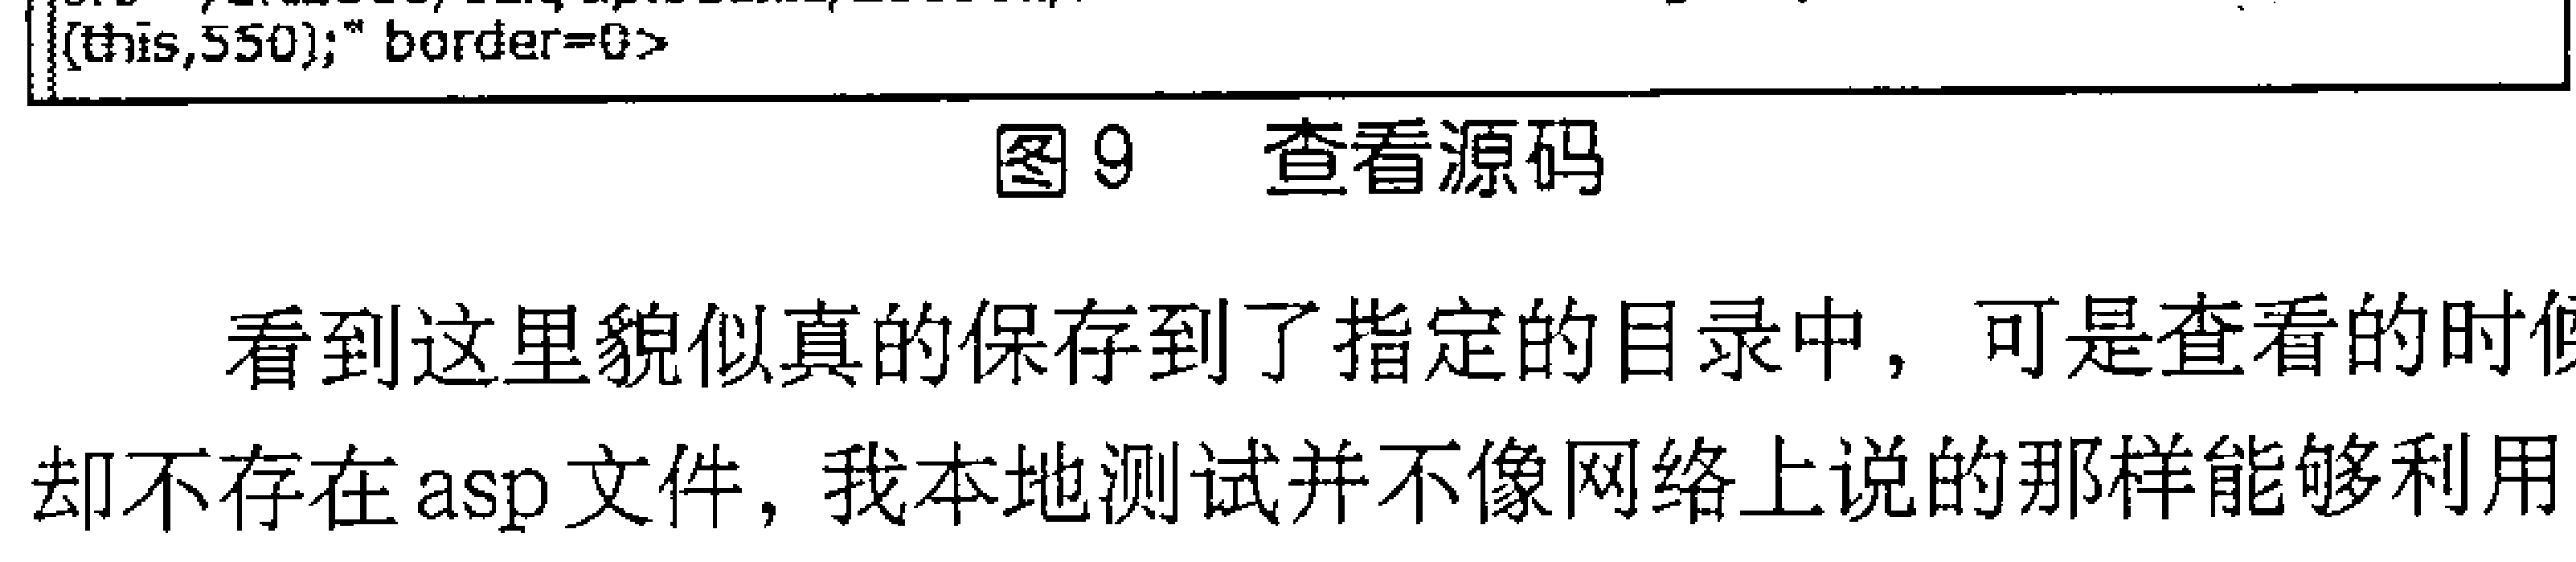 (this,550);" border=0>
图 9 查看源码
看到这里貌似真的保存到了指定的目录中，可是查看的时候
却不存在 asp 文件，我本地测试并不像网络上说的那样能够利用